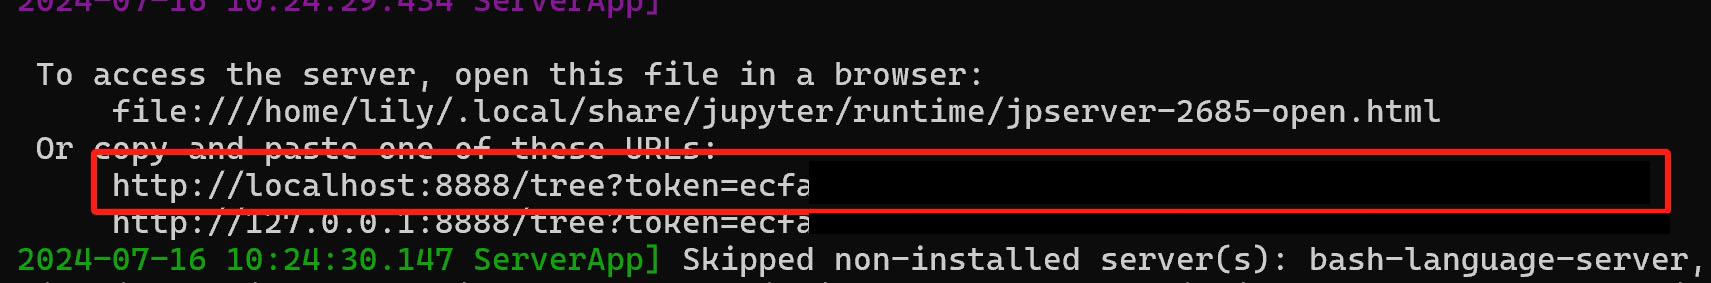 2024-07-16 10:24:29.454 ServerApp]
To access the server, open this file in a browser:
file:///home/lily/.local/share/jupyter/runtime/jpserver-2685-open.html
Or copy and paste one of these URLs:
http://localhost:8888/tree?token=ecfa
http://127.0.0.1:8888/tree?token=ecfa
2024-07-16 10:24:30.147 ServerApp] Skipped non-installed server(s): bash-language-server,